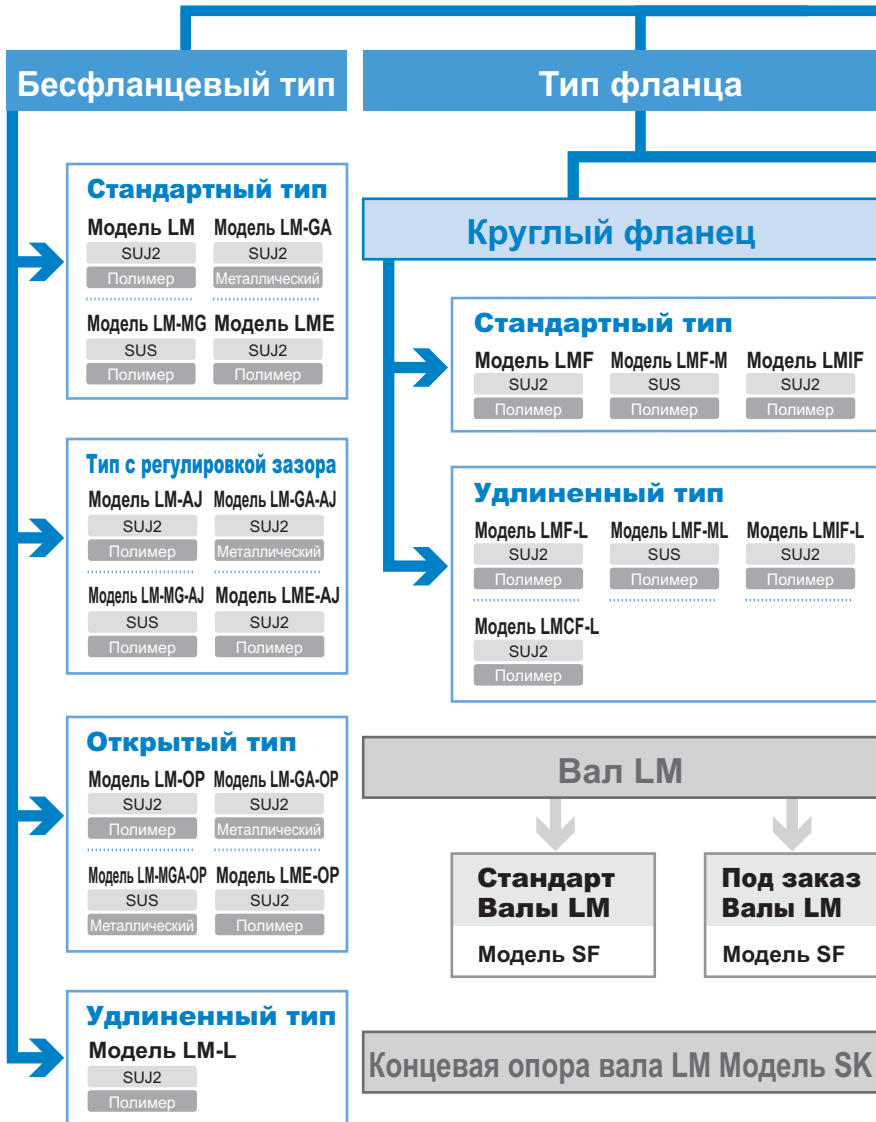 Бесфланцевый тип
Стандартный тип
Модель LM Модель LM-GA
SUJ2 SUJ2
Полимер Металлический
Модель LM-MG Модель LME
SUS SUJ2
Полимер Полимер
Тип с регулировкой зазора
Модель LM-AJ Модель LM-GA-AJ
SUJ2 SUJ2
Полимер Металлический
Модель LM-MG-AJ Модель LME-AJ
SUS SUJ2
Полимер Полимер
Открытый тип
Модель LM-OP Модель LM-GA-OP
SUJ2 SUJ2
Полимер Металлический
Модель LM-MGA-OP Модель LME-OP
SUS SUJ2
Металлический Полимер
Удлиненный тип
Модель LM-L
SUJ2
Полимер
Тип фланца
Круглый фланец
Стандартный тип
Модель LMF Модель LMF-M Модель LMIF
SUJ2 SUS SUJ2
Полимер Полимер Полимер
Удлиненный тип
Модель LMF-L Модель LMF-ML Модель LMIF-L
SUJ2 SUS SUJ2
Полимер Полимер Полимер
Модель LMCF-L
SUJ2
Полимер
Вал LM
Стандарт
Валы LM
Модель SF
Под заказ
Валы LM
Модель SF
Концевая опора вала LM Модель SK